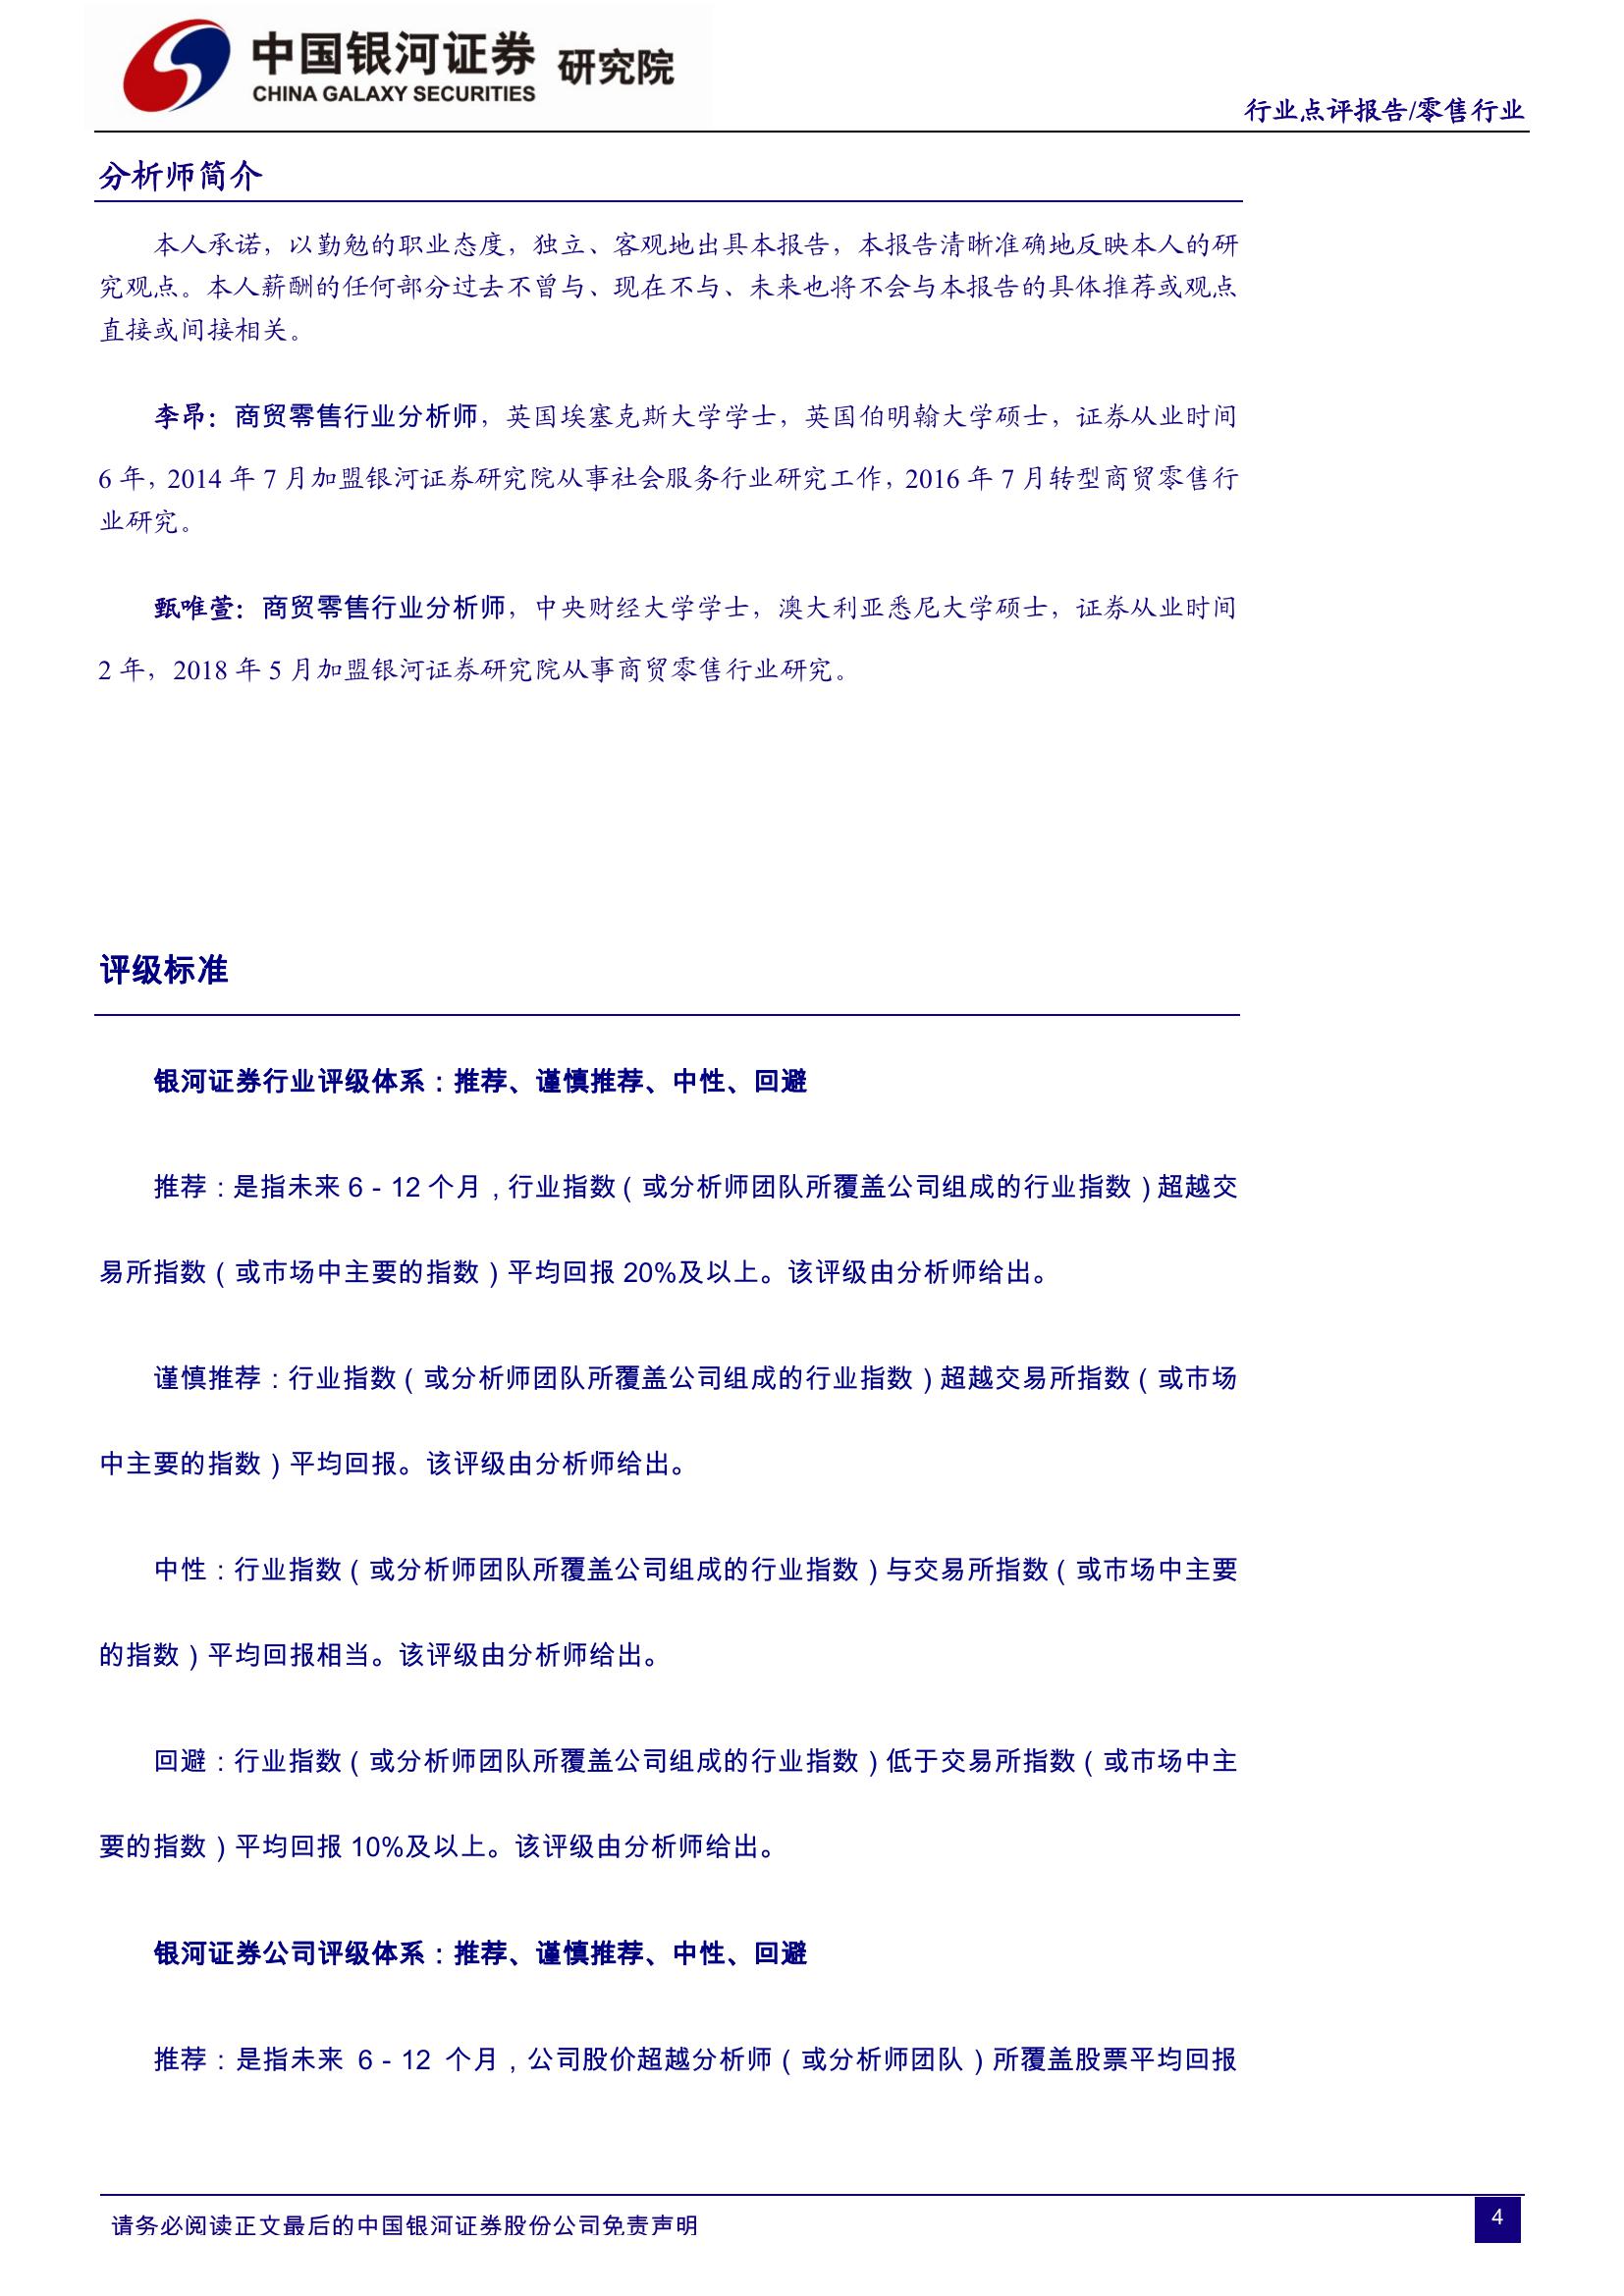 中国银河证券 研究院
CHINA GALAXY SECURITIES
行业点评报告/零售行业
分析师简介
本人承诺，以勤勉的职业态度，独立、客观地出具本报告，本报告清晰准确地反映本人的研
究观点。本人薪酬的任何部分过去不曾与、现在不与、未来也将不会与本报告的具体推荐或观点
直接或间接相关。
李昂：商贸零售行业分析师，英国埃塞克斯大学学士，英国伯明翰大学硕士，证券从业时间
6 年，2014 年 7 月加盟银河证券研究院从事社会服务行业研究工作，2016 年 7 月转型商贸零售行
业研究。
甄唯萱：商贸零售行业分析师，中央财经大学学士，澳大利亚悉尼大学硕士，证券从业时间
2 年，2018 年 5 月加盟银河证券研究院从事商贸零售行业研究。
评级标准
银河证券行业评级体系：推荐、谨慎推荐、中性、回避
推荐：是指未来 6－12 个月，行业指数（或分析师团队所覆盖公司组成的行业指数）超越交
易所指数（或市场中主要的指数）平均回报 20%及以上。该评级由分析师给出。
谨慎推荐：行业指数（或分析师团队所覆盖公司组成的行业指数）超越交易所指数（或市场
中主要的指数）平均回报。该评级由分析师给出。
中性：行业指数（或分析师团队所覆盖公司组成的行业指数）与交易所指数（或市场中主要
的指数）平均回报相当。该评级由分析师给出。
回避：行业指数（或分析师团队所覆盖公司组成的行业指数）低于交易所指数（或市场中主
要的指数）平均回报 10%及以上。该评级由分析师给出。
银河证券公司评级体系：推荐、谨慎推荐、中性、回避
推荐：是指未来 6－12 个月，公司股价超越分析师（或分析师团队）所覆盖股票平均回报
请务必阅读正文最后的中国银河证券股份公司免责声明
4